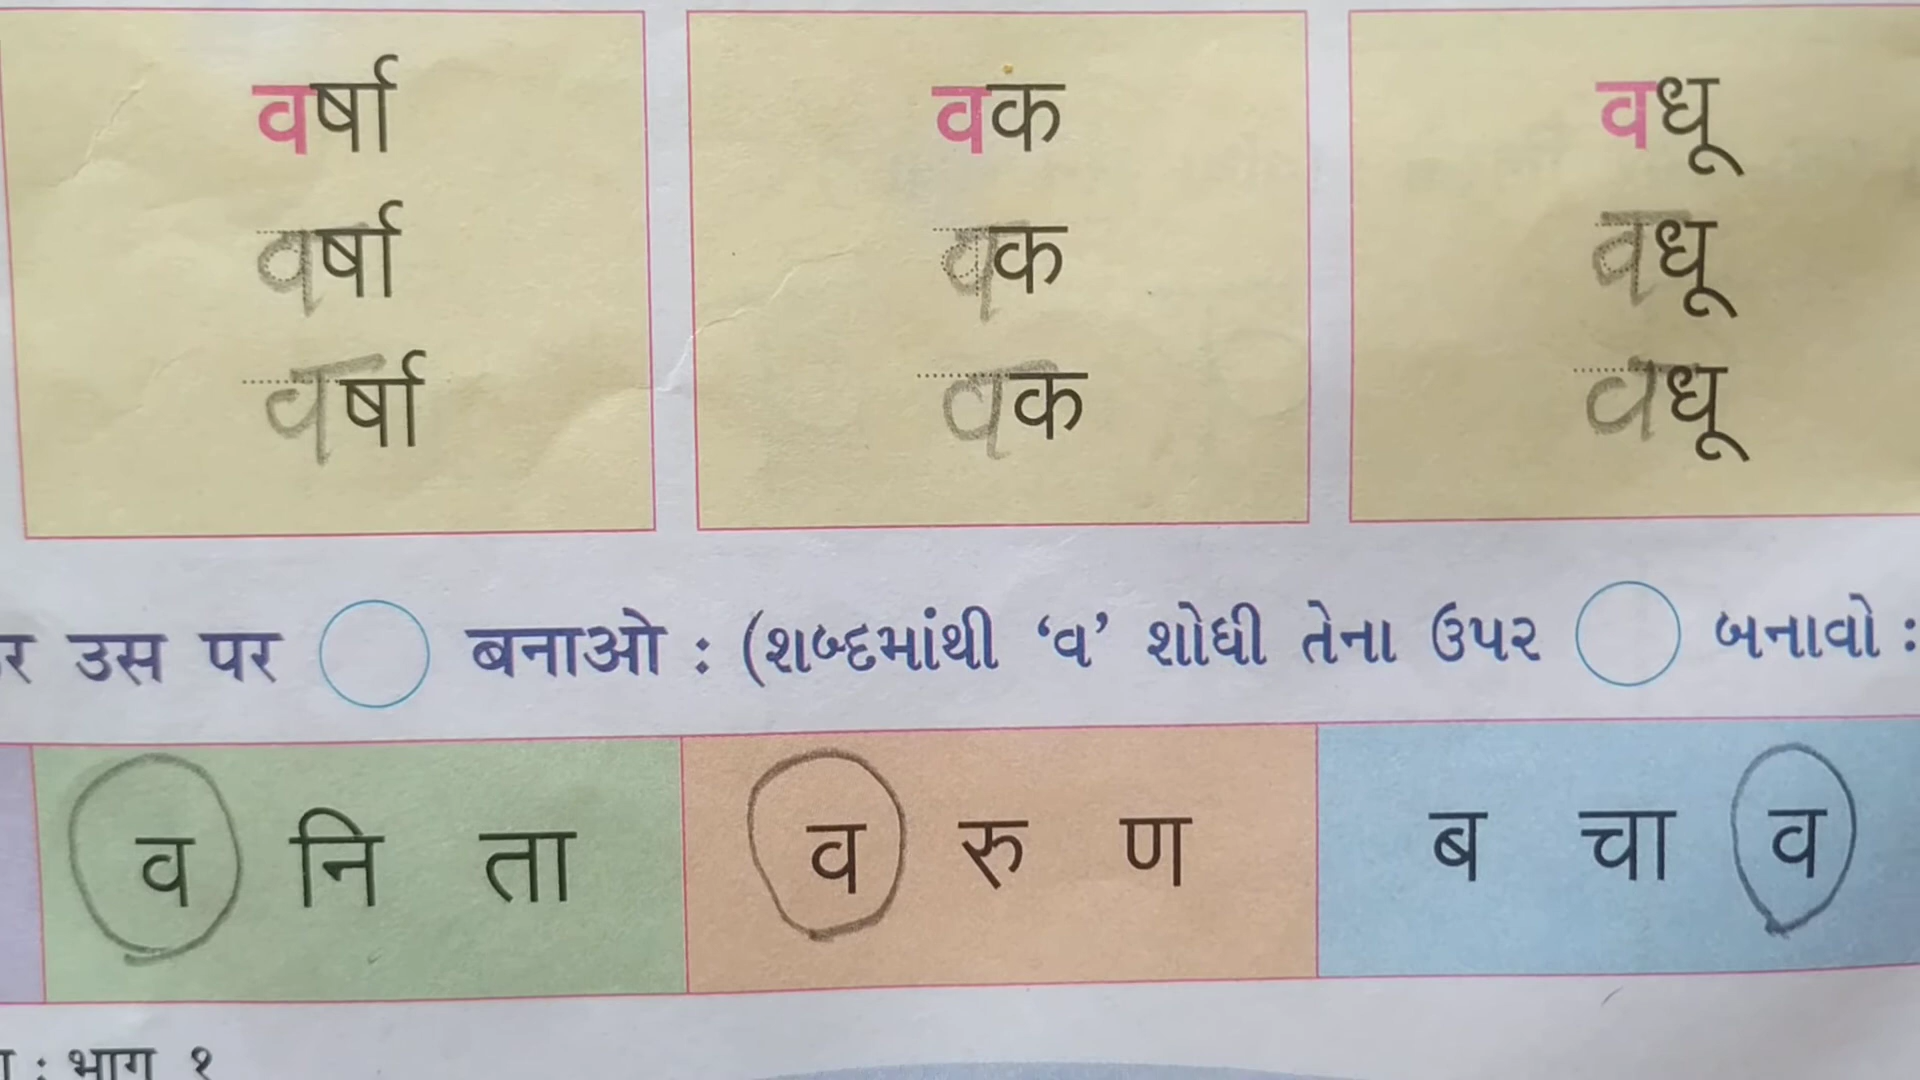 वर्षा वक वधू
वर्षा वक वधू
वर्षा वक वधू
उस पर बनाओ : (શબ્દમાંથી ‘વ’ શોધી તેના ઉપર બનાવો :
व नि ता व रु ण ब चा व
: भाग १